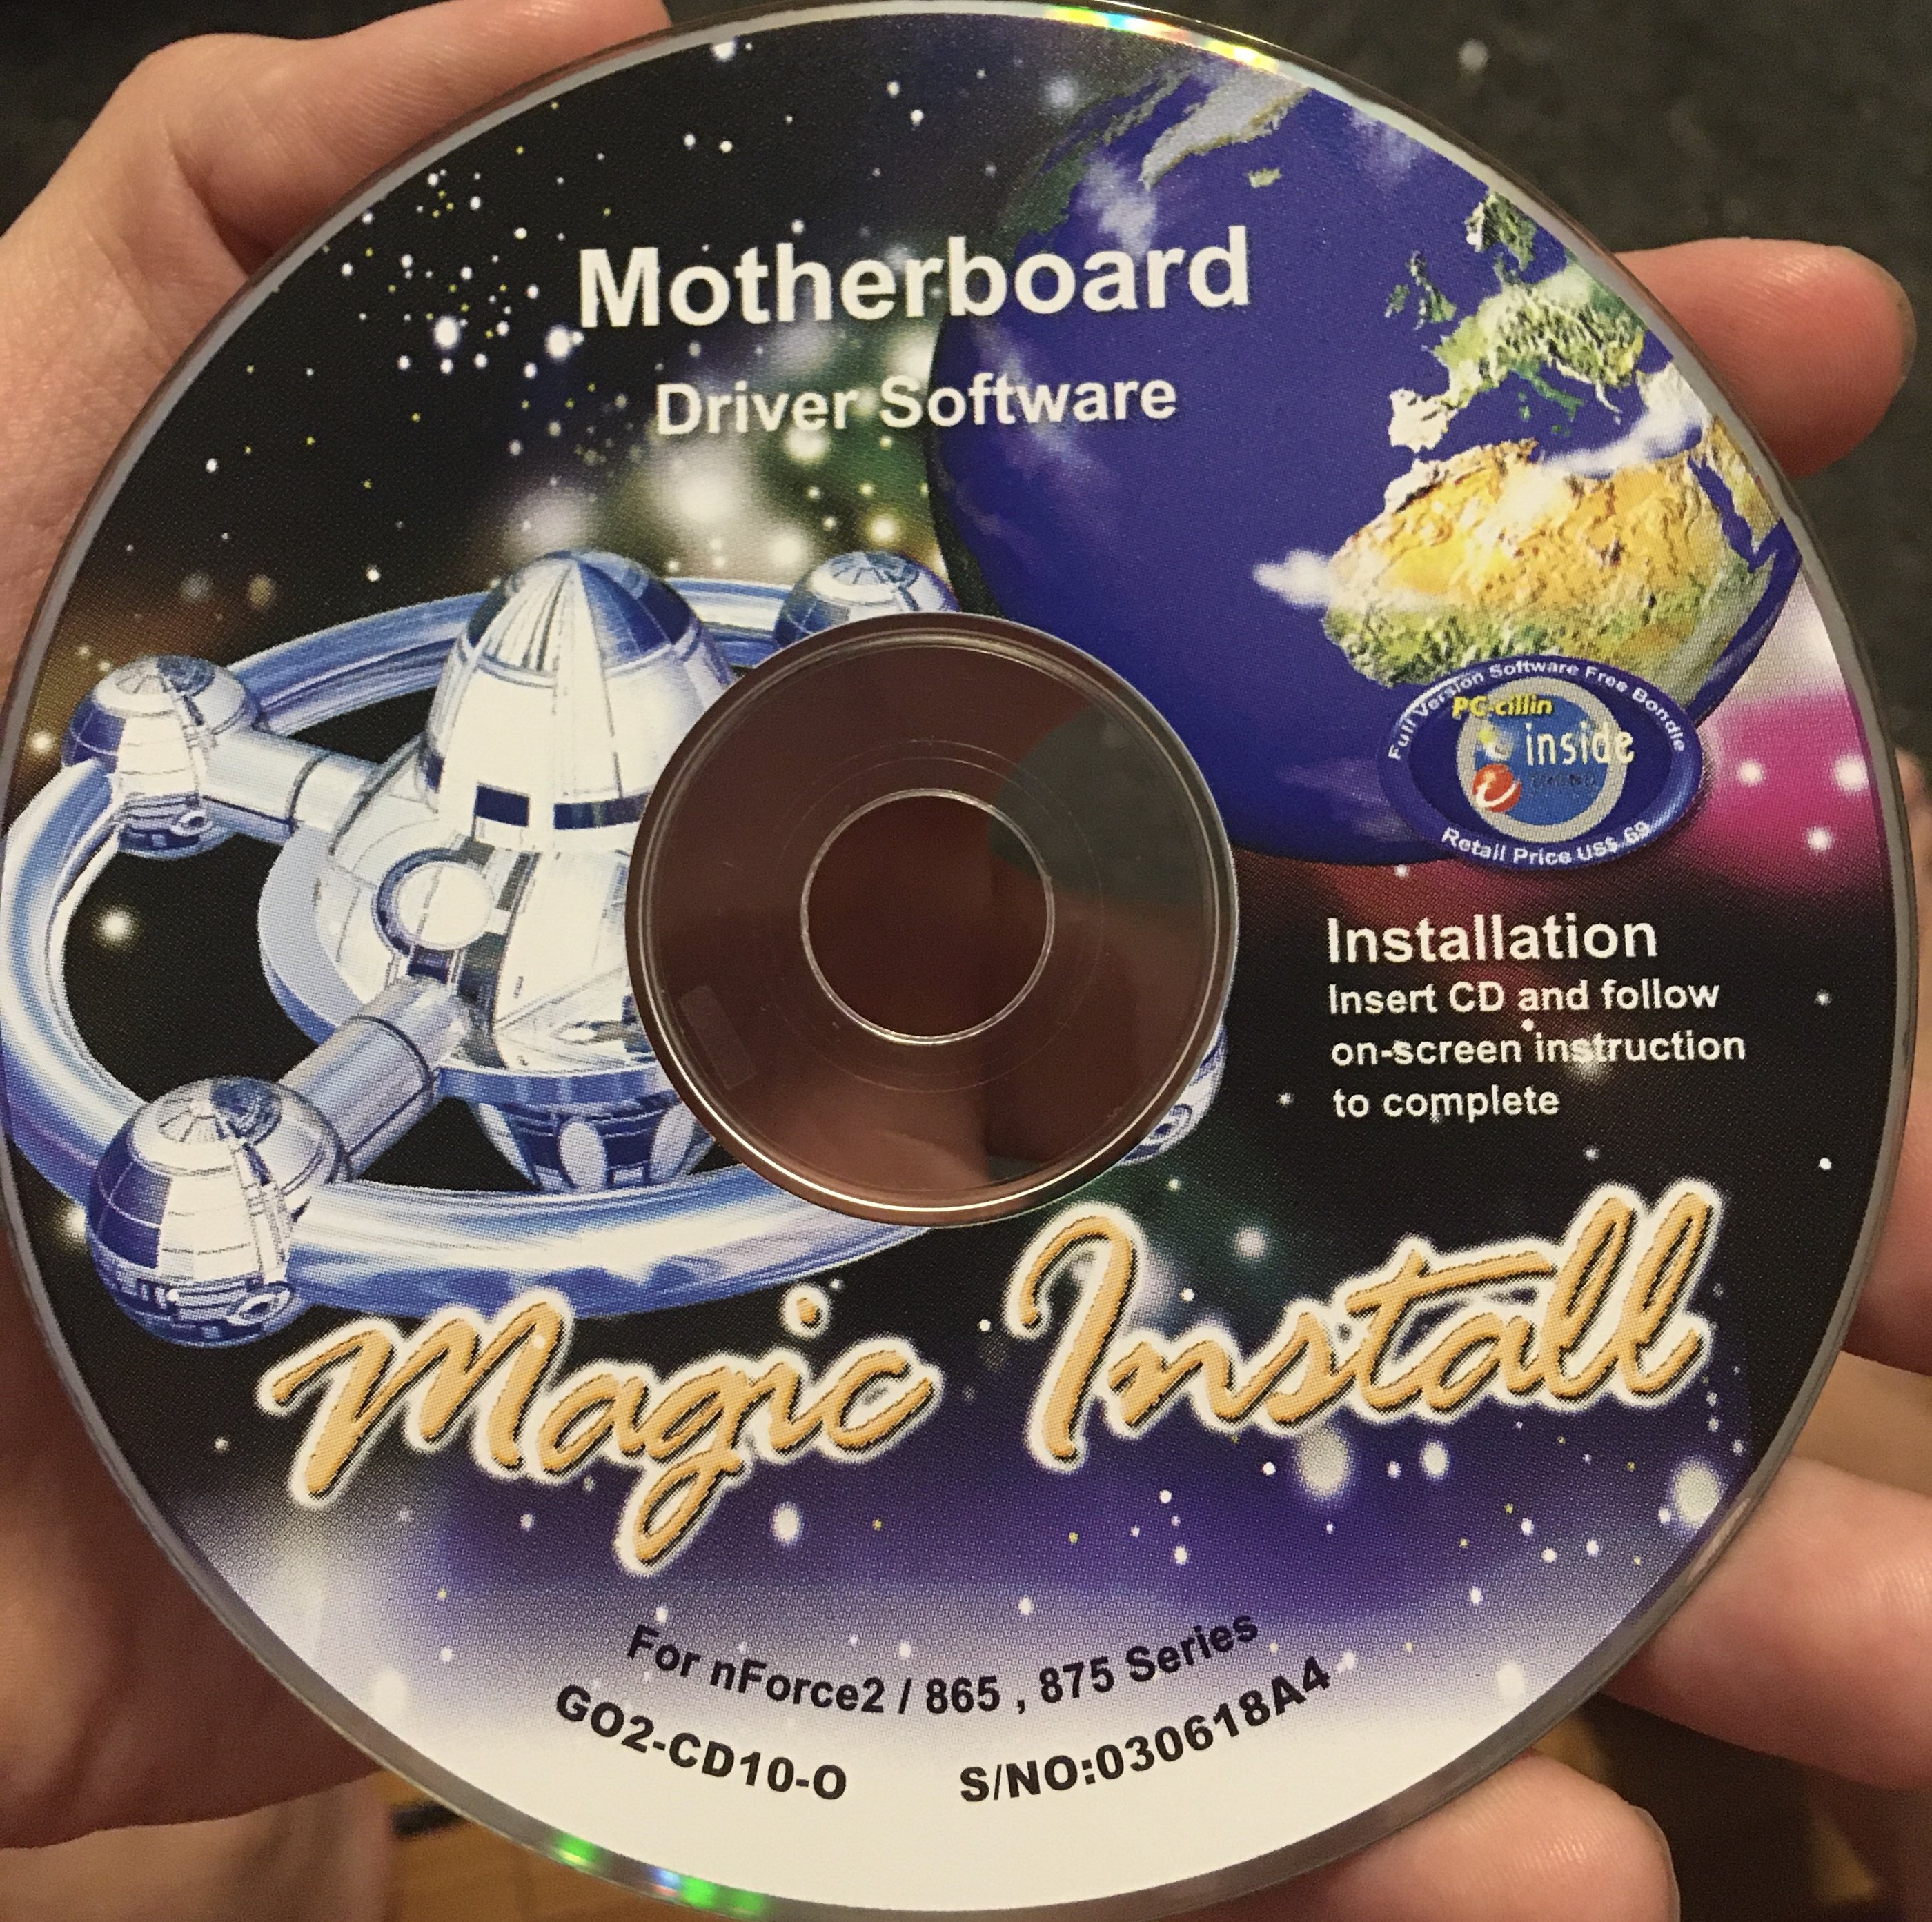 Motherboard
Driver Software
Full Version Software Free Bondle
PC-cillin
inside
Retail Price US$ 69
Installation
Insert CD and follow
on-screen instruction
to complete
Magic Install
For nForce2 / 865 , 875 Series
GO2-CD10-O S/NO:030618A4